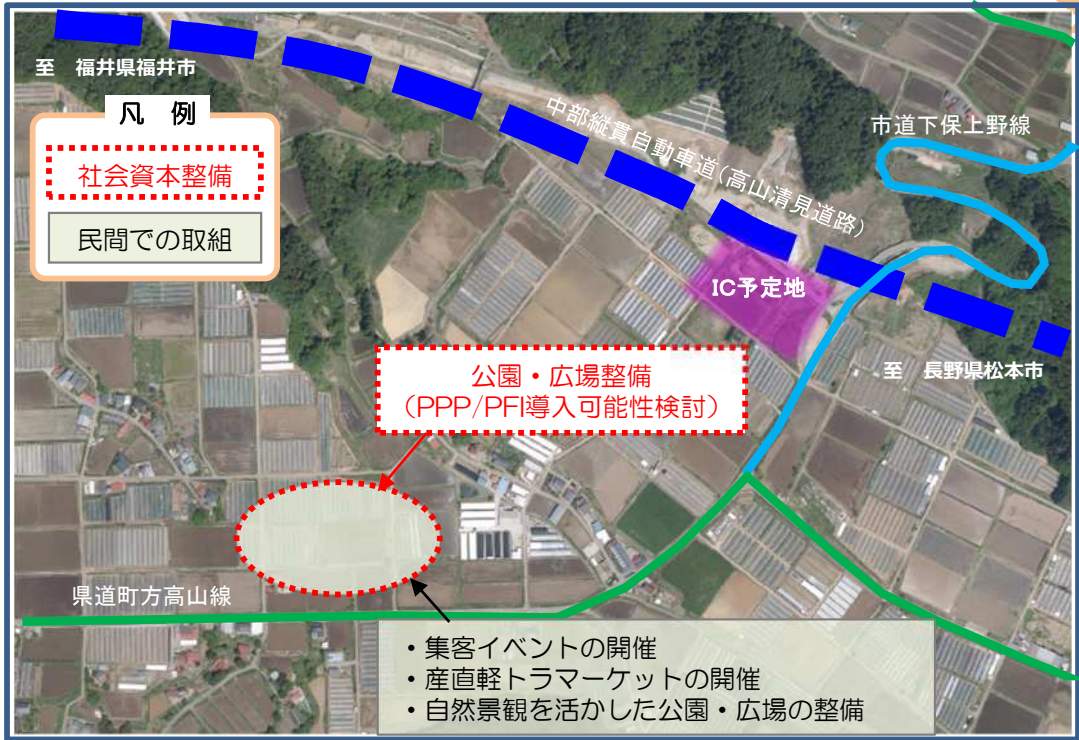 至 福井県福井市
凡 例
社会資本整備
民間での取組
中部縦貫自動車道(高山清見道路)
市道下保上野線
IC予定地
至 長野県松本市
公園・広場整備
(PPP/PFI導入可能性検討)
県道町方高山線
・集客イベントの開催
・産直軽トラマーケットの開催
・自然景観を活かした公園・広場の整備